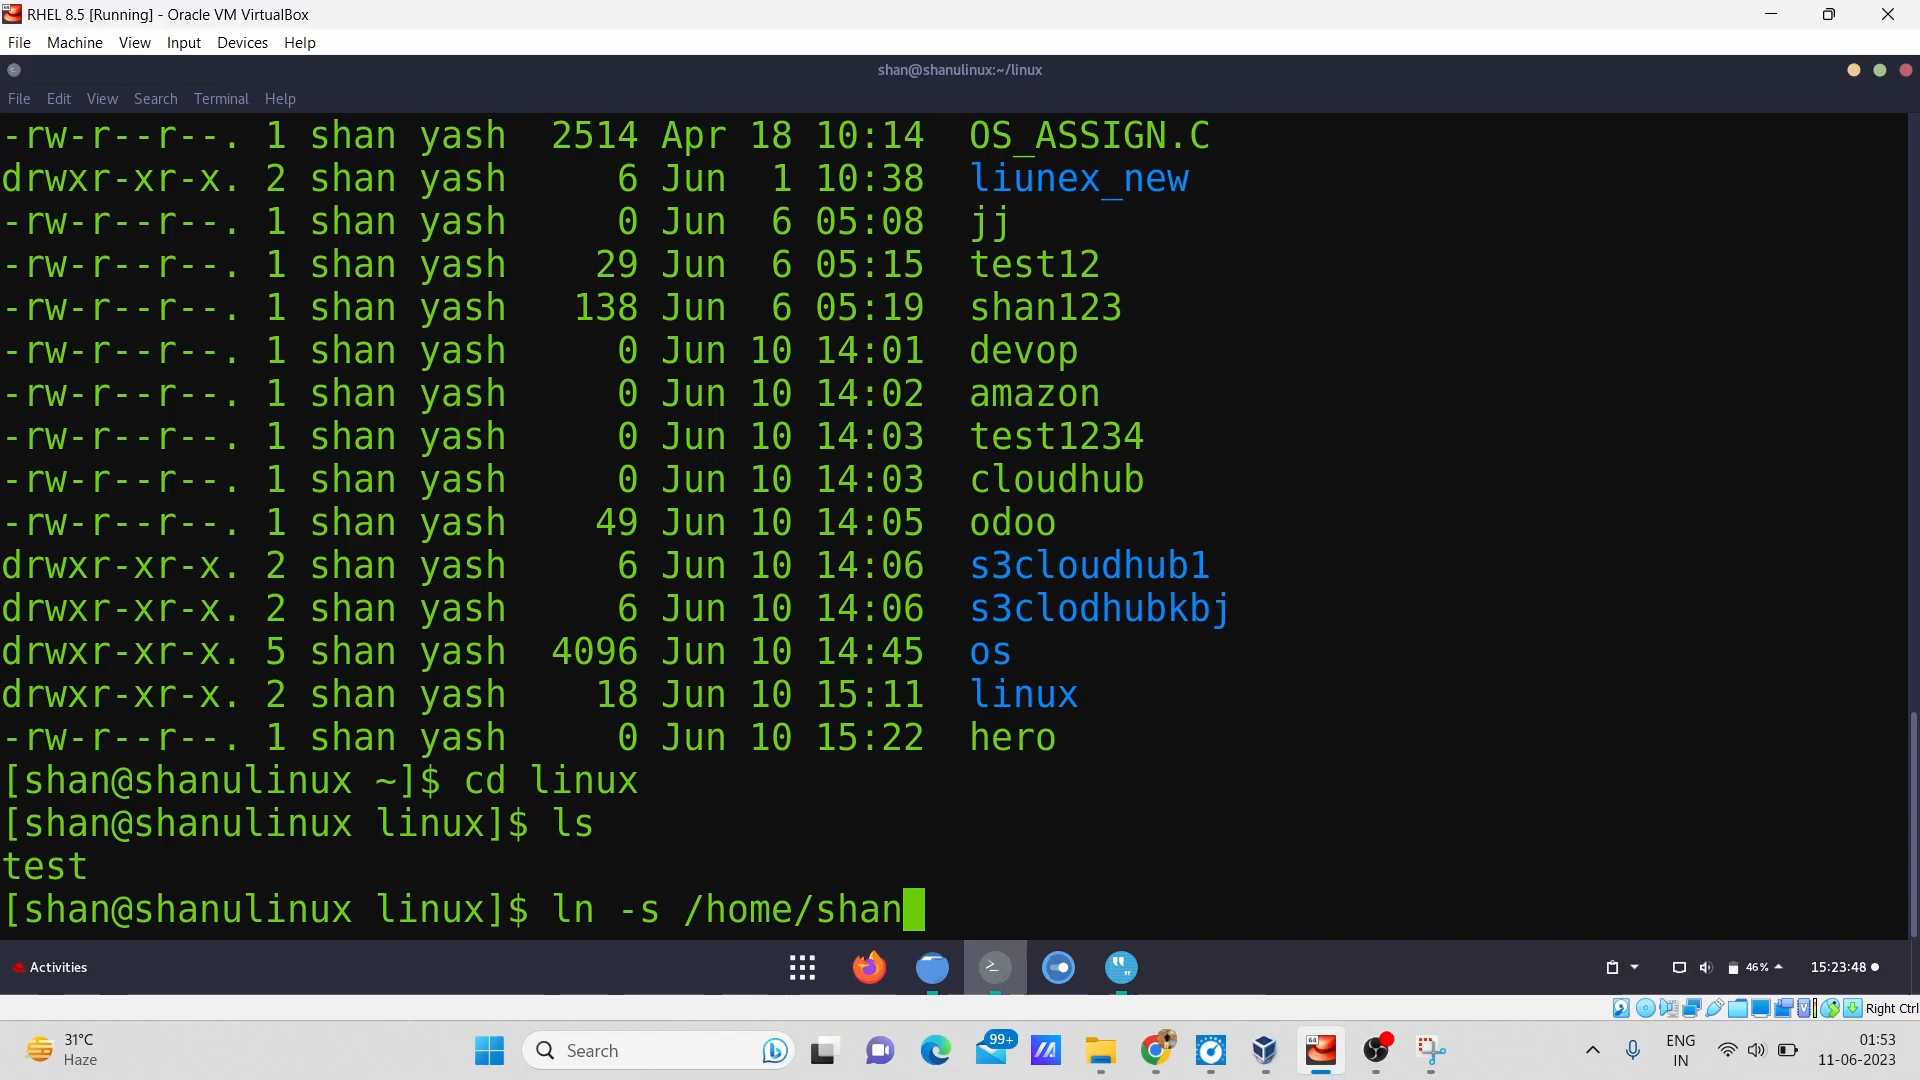 RHEL 8.5 [Running] - Oracle VM VirtualBox
File Machine View Input Devices Help
shan@shanulinux:~/linux
File Edit View Search Terminal Help
-rw-r--r--. 1 shan yash 2514 Apr 18 10:14 OS_ASSIGN.C
drwxr-xr-x. 2 shan yash 6 Jun 1 10:38 liunex_new
-rw-r--r--. 1 shan yash 0 Jun 6 05:08 jj
-rw-r--r--. 1 shan yash 29 Jun 6 05:15 test12
-rw-r--r--. 1 shan yash 138 Jun 6 05:19 shan123
-rw-r--r--. 1 shan yash 0 Jun 10 14:01 devop
-rw-r--r--. 1 shan yash 0 Jun 10 14:02 amazon
-rw-r--r--. 1 shan yash 0 Jun 10 14:03 test1234
-rw-r--r--. 1 shan yash 0 Jun 10 14:03 cloudhub
-rw-r--r--. 1 shan yash 49 Jun 10 14:05 odoo
drwxr-xr-x. 2 shan yash 6 Jun 10 14:06 s3cloudhub1
drwxr-xr-x. 2 shan yash 6 Jun 10 14:06 s3clodhubkbj
drwxr-xr-x. 5 shan yash 4096 Jun 10 14:45 os
drwxr-xr-x. 2 shan yash 18 Jun 10 15:11 linux
-rw-r--r--. 1 shan yash 0 Jun 10 15:22 hero
[shan@shanulinux ~]$ cd linux
[shan@shanulinux linux]$ ls
test
[shan@shanulinux linux]$ ln -s /home/shan
Activities 46% 15:23:48
Right Ctrl
31°C
Haze
Search
99+
64
ENG
IN
01:53
11-06-2023